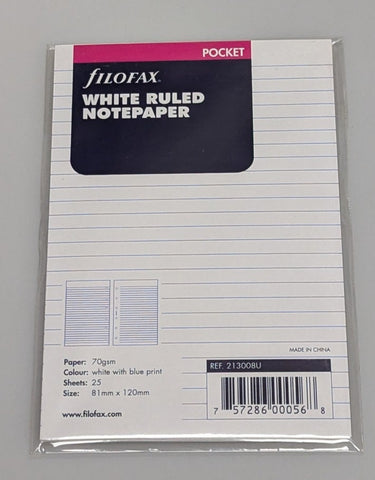 POCKET
filofax
WHITE RULED
NOTEPAPER
MADE IN CHINA
Paper: 70gsm
Colour: white with blue print
Sheets: 25
Size: 81mm x 120mm
www.filofax.com
REF. 213008U
7 57286 00056 8